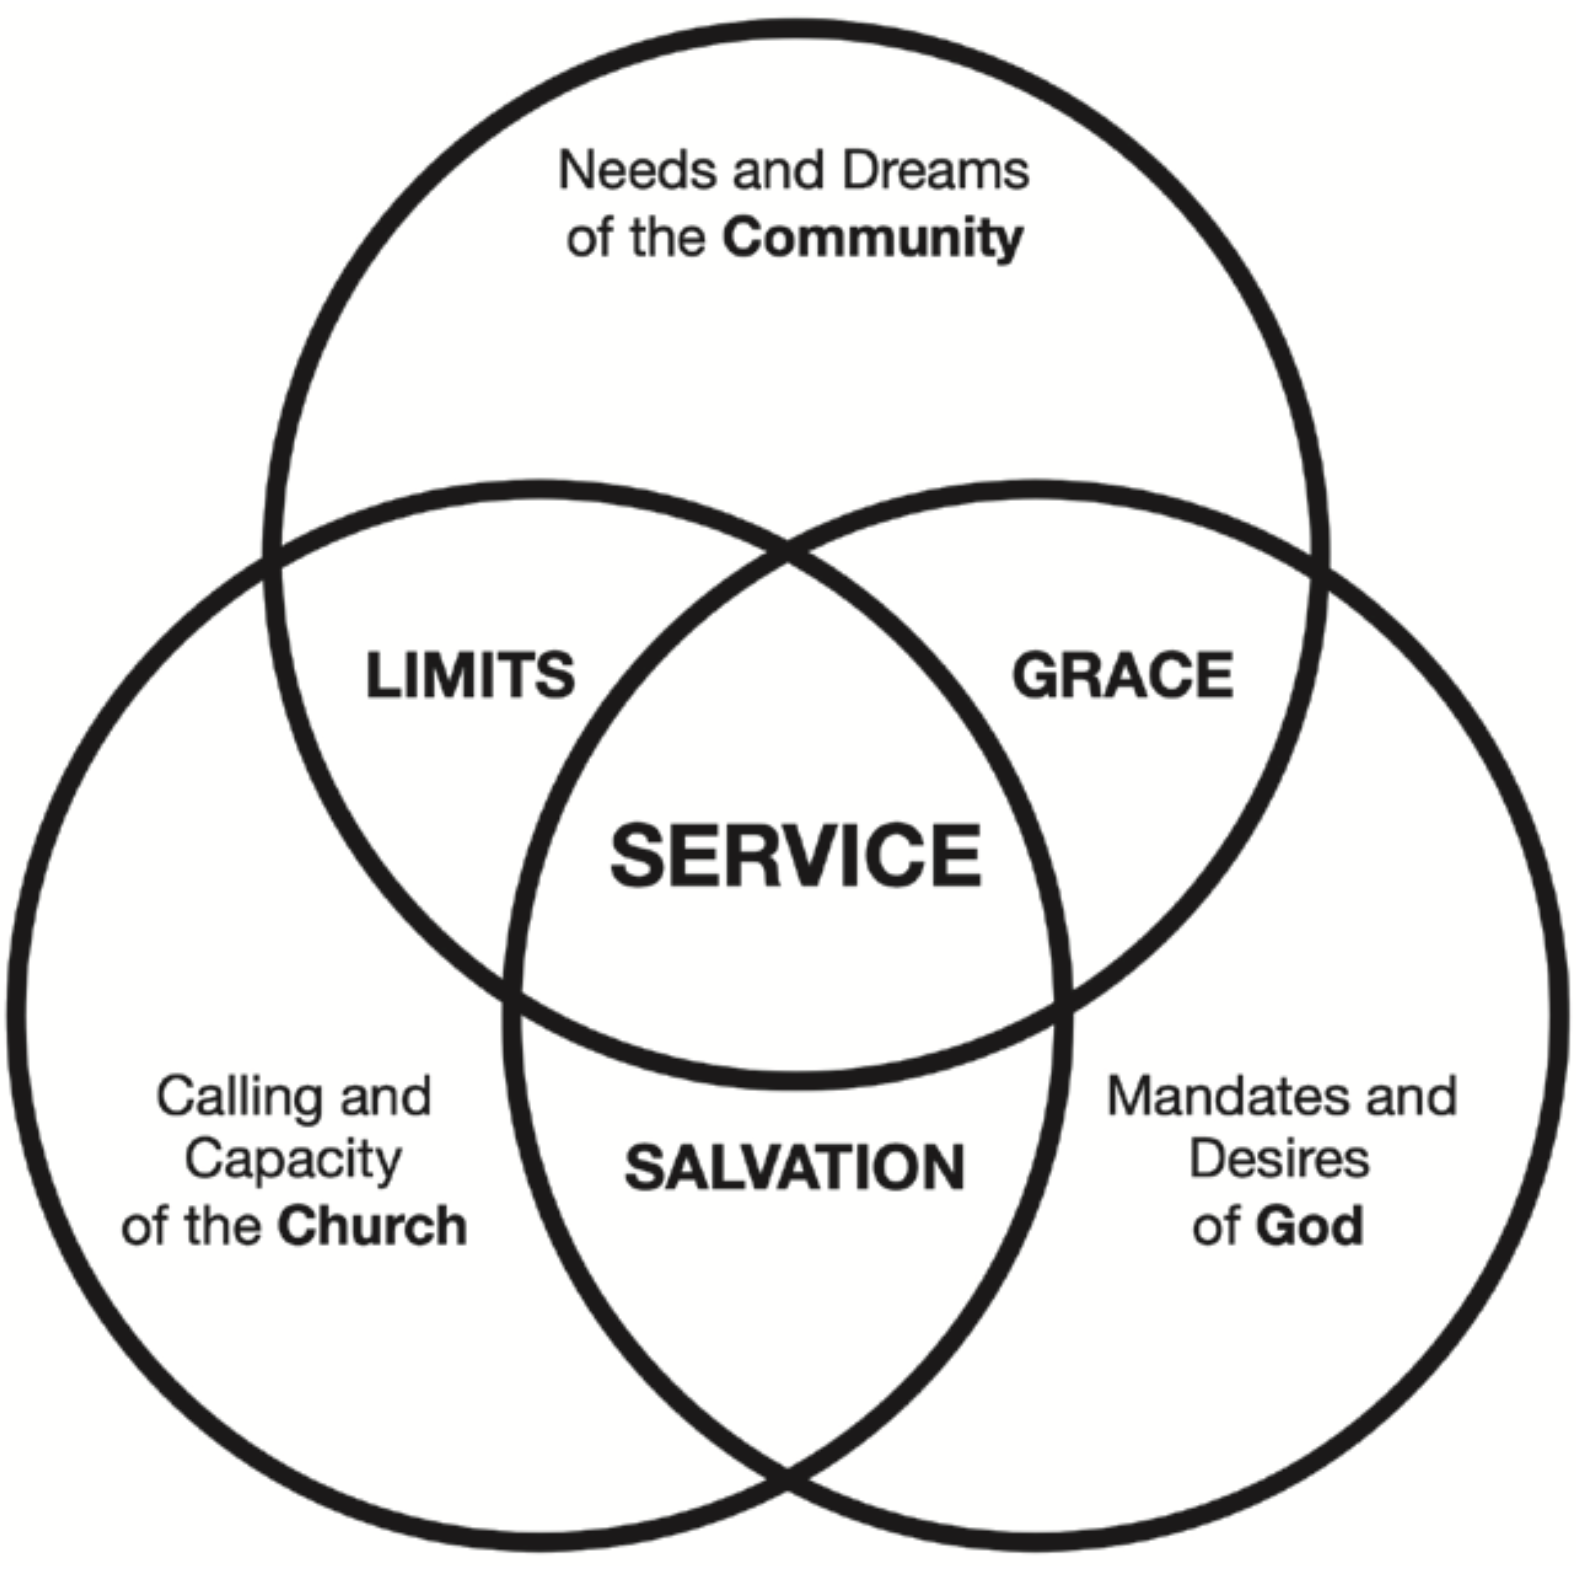 Needs and Dreams
of the Community
LIMITS
GRACE
SERVICE
Calling and
Capacity
of the Church
SALVATION
Mandates and
Desires
of God